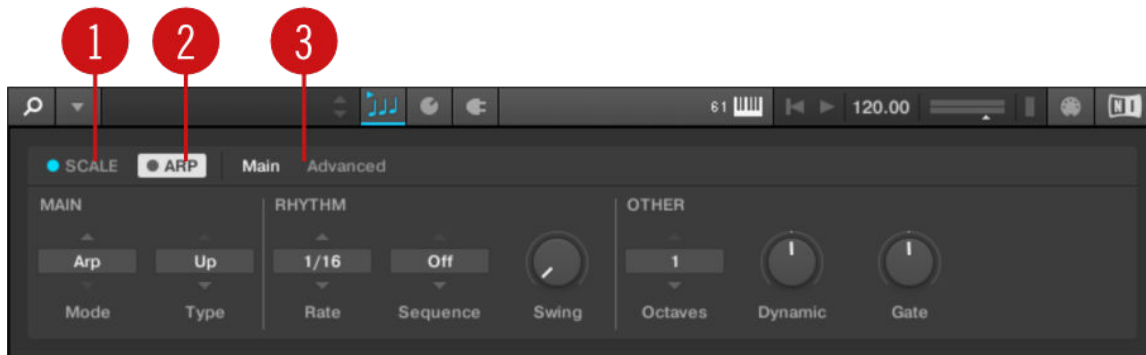 1 2 3
61 120.00 NI
SCALE ARP Main Advanced
MAIN RHYTHM OTHER
Arp Up 1/16 Off 1
Mode Type Rate Sequence Swing Octaves Dynamic Gate